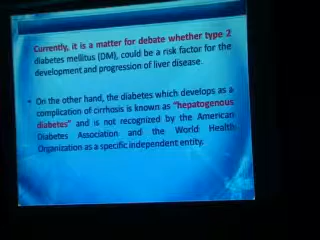 Currently, it is a matter for debate whether type 2
diabetes mellitus (DM), could be a risk factor for the
development and progression of liver disease.
• On the other hand, the diabetes which develops as a
complication of cirrhosis is known as "hepatogenous
diabetes" and is not recognized by the American
Diabetes Association and the World Health
Organization as a specific independent entity.